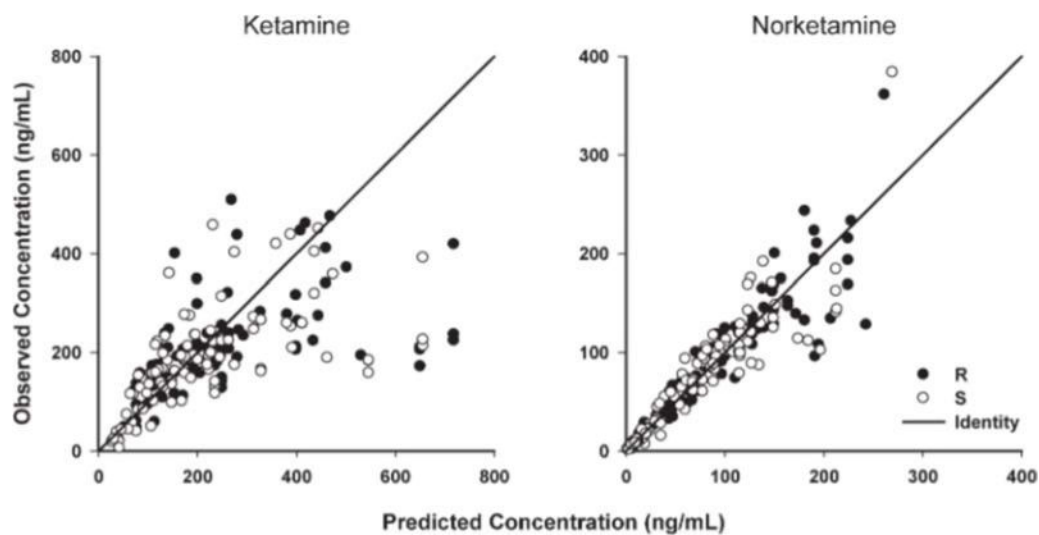 Ketamine
Norketamine
Observed Concentration (ng/mL)
800
600
400
200
0
0 200 400 600 800
400
300
200
100
0
0 100 200 300 400
R
S
Identity
Predicted Concentration (ng/mL)